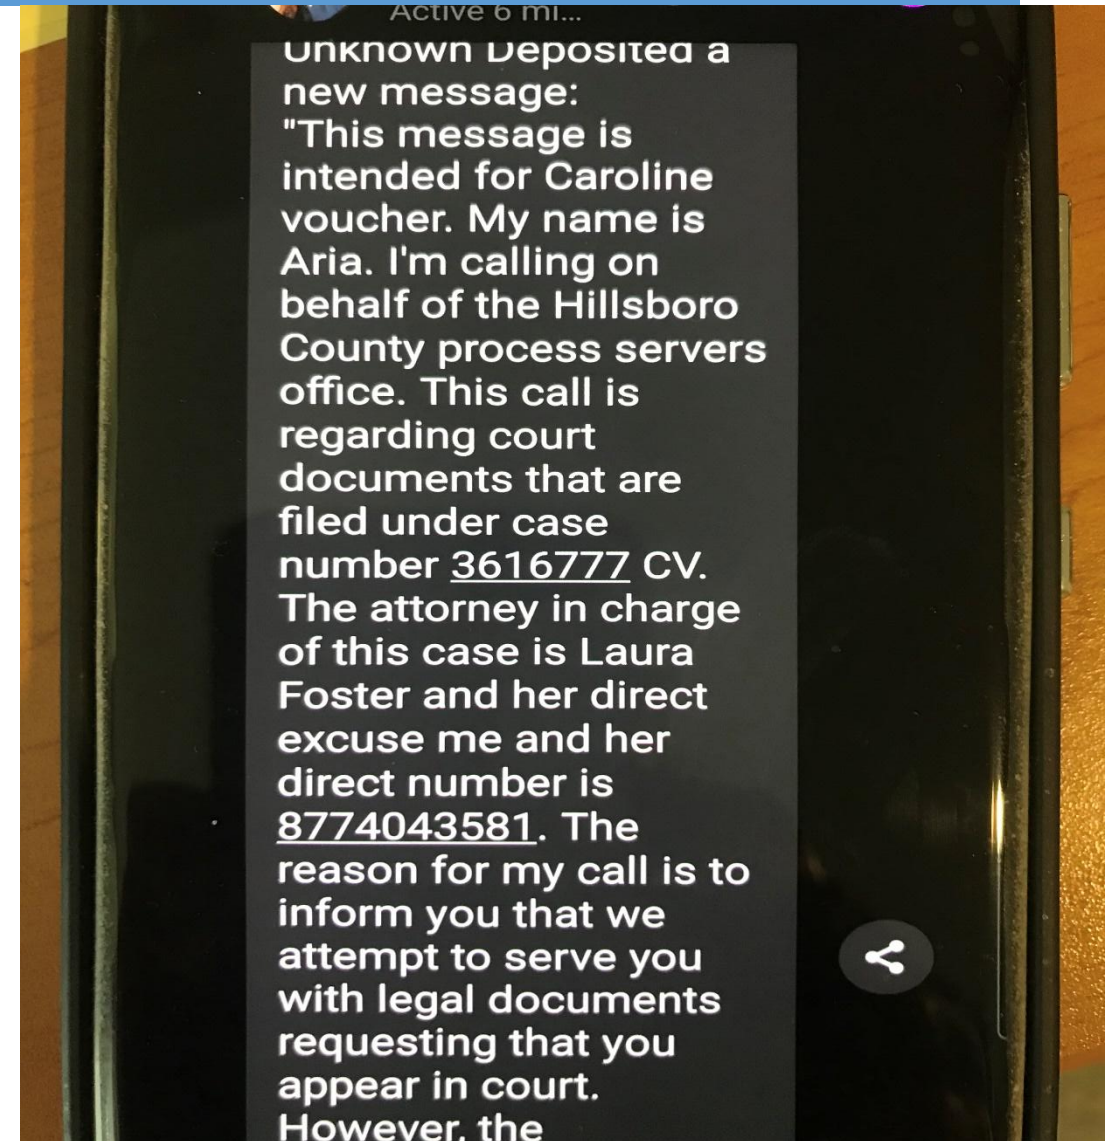 Active 6 mi...
Unknown Deposited a
new message:
"This message is
intended for Caroline
voucher. My name is
Aria. I'm calling on
behalf of the Hillsboro
County process servers
office. This call is
regarding court
documents that are
filed under case
number 3616777 CV.
The attorney in charge
of this case is Laura
Foster and her direct
excuse me and her
direct number is
8774043581. The
reason for my call is to
inform you that we
attempt to serve you
with legal documents
requesting that you
appear in court.
However, the